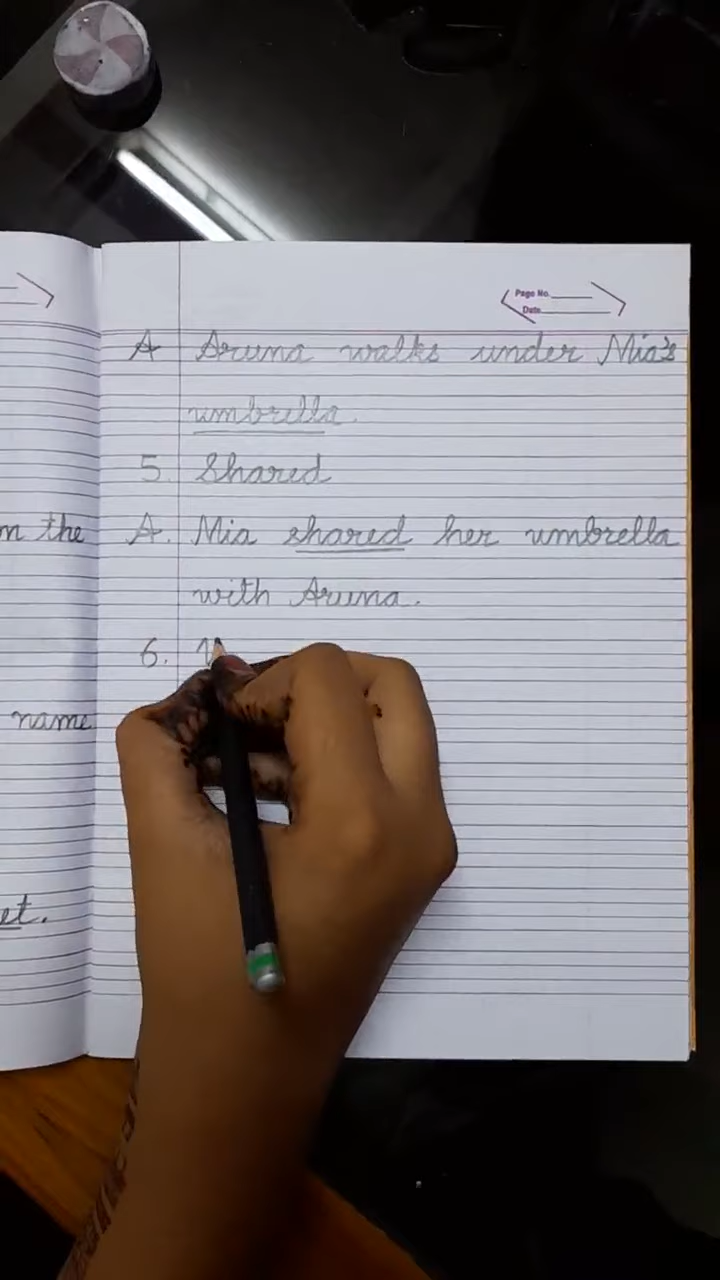 Page No.
Date
A Aruna walks under Mia's
umbrella.
5. Shared
A. Mia shared her umbrella
with Aruna.
6.
the
name